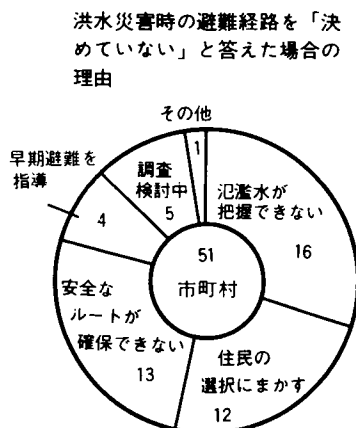 洪水災害時の避難経路を「決
めていない」と答えた場合の
理由
その他
1
早期避難を
指導
4
調査
検討中
5
氾濫水が
把握できない
16
51
市町村
安全な
ルートが
確保できない
13
住民の
選択にまかす
12